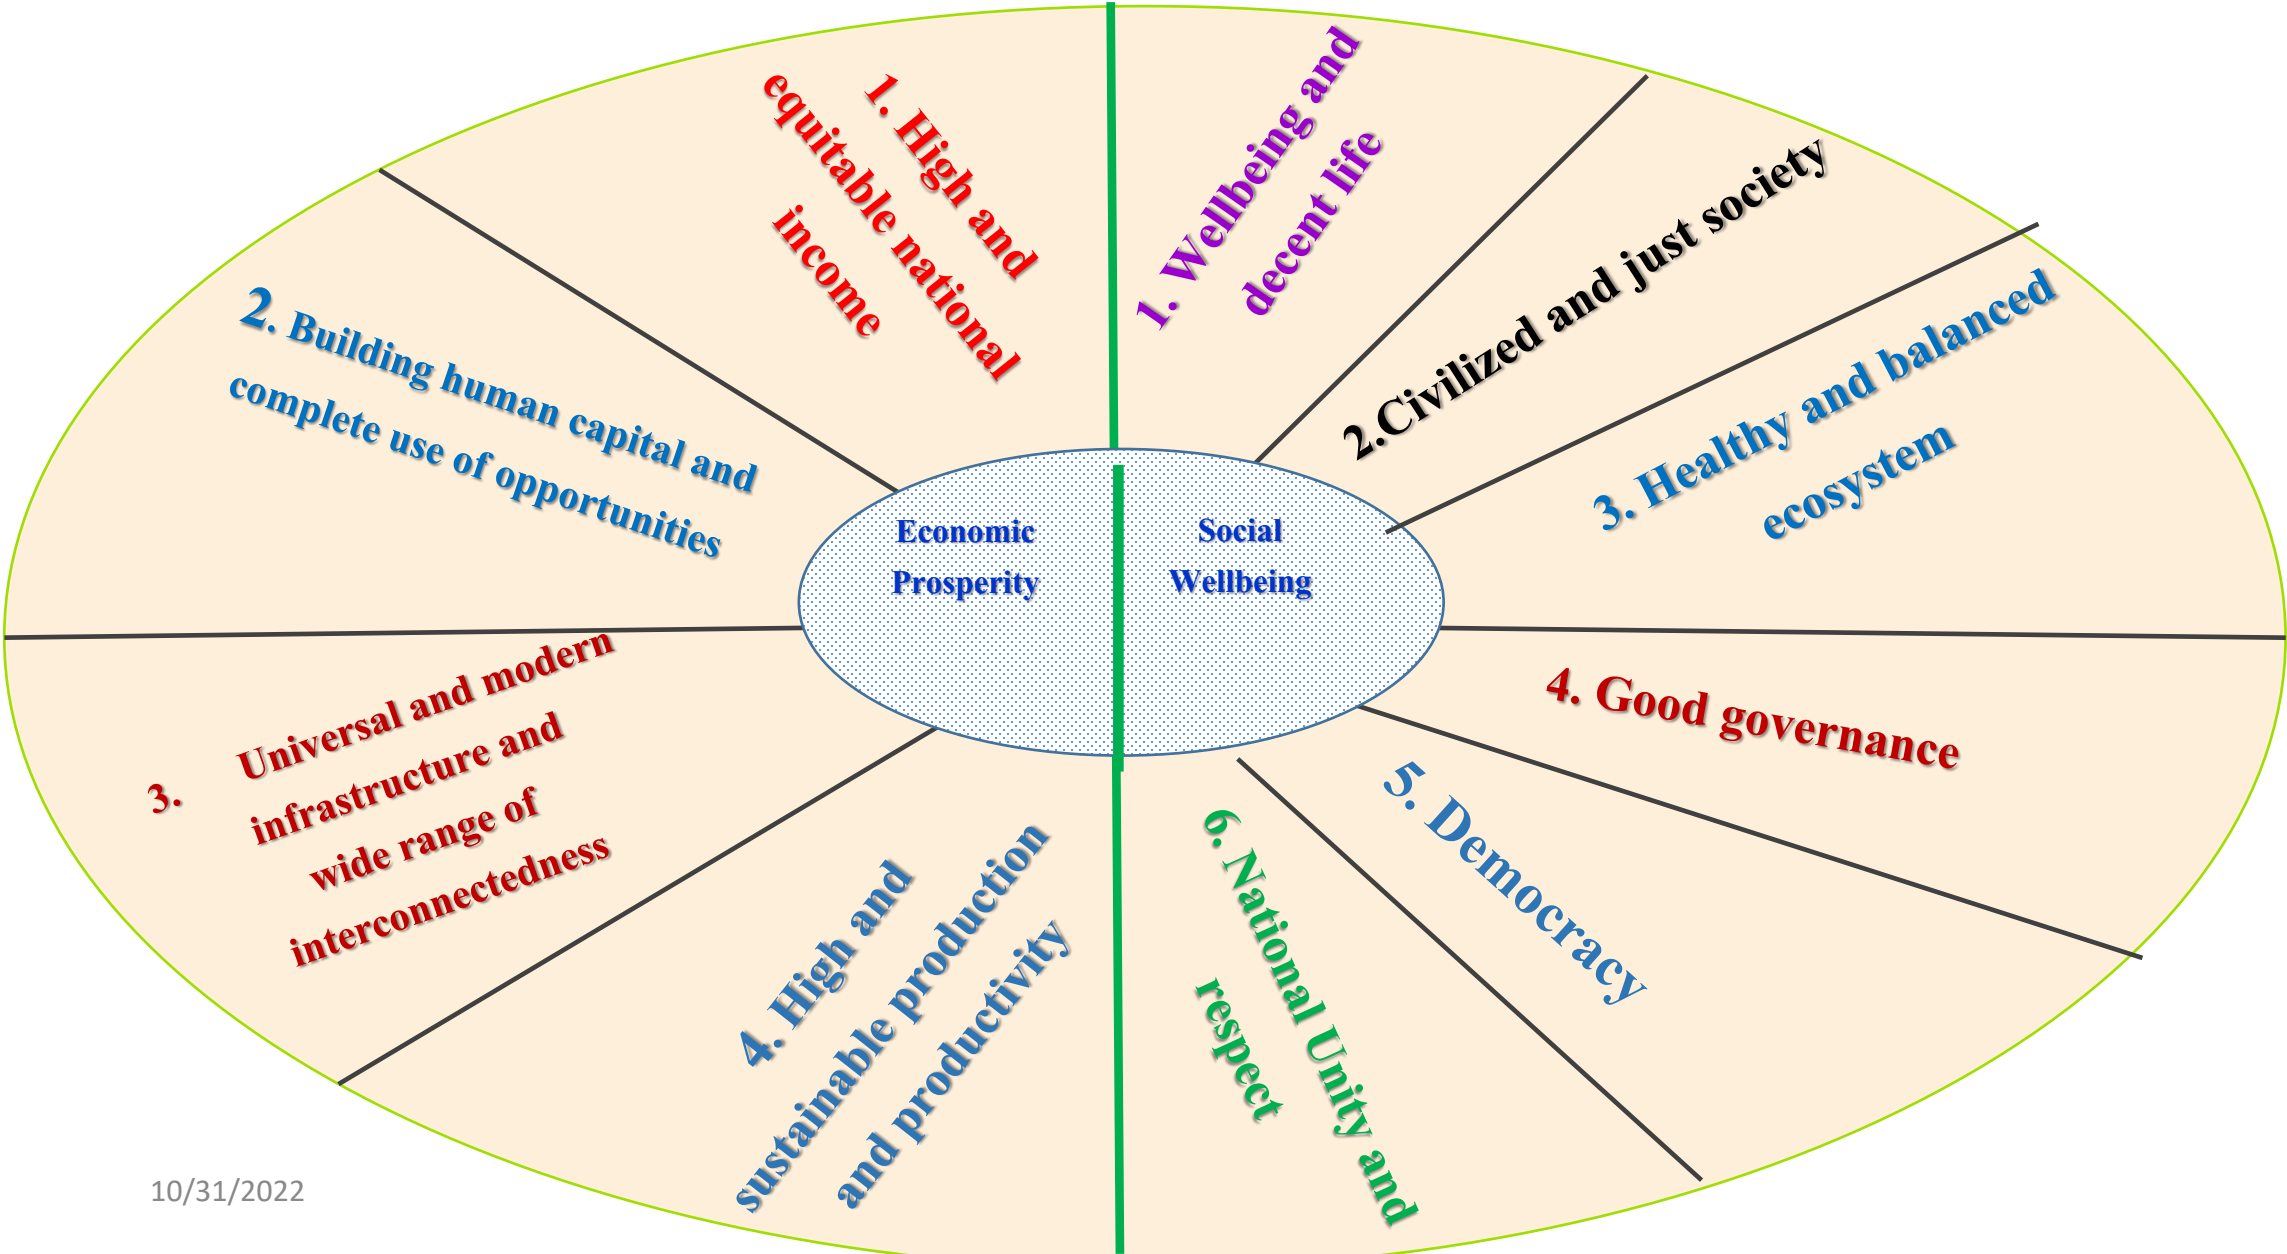 Economic
Prosperity
Social
Wellbeing
1. High and
equitable national
income
2. Building human capital and
complete use of opportunities
3. Universal and modern
infrastructure and
wide range of
interconnectedness
4. High and
sustainable production
and productivity
1. Wellbeing and
decent life
2.Civilized and just society
3. Healthy and balanced
ecosystem
4. Good governance
5. Democracy
6. National Unity and
respect
10/31/2022